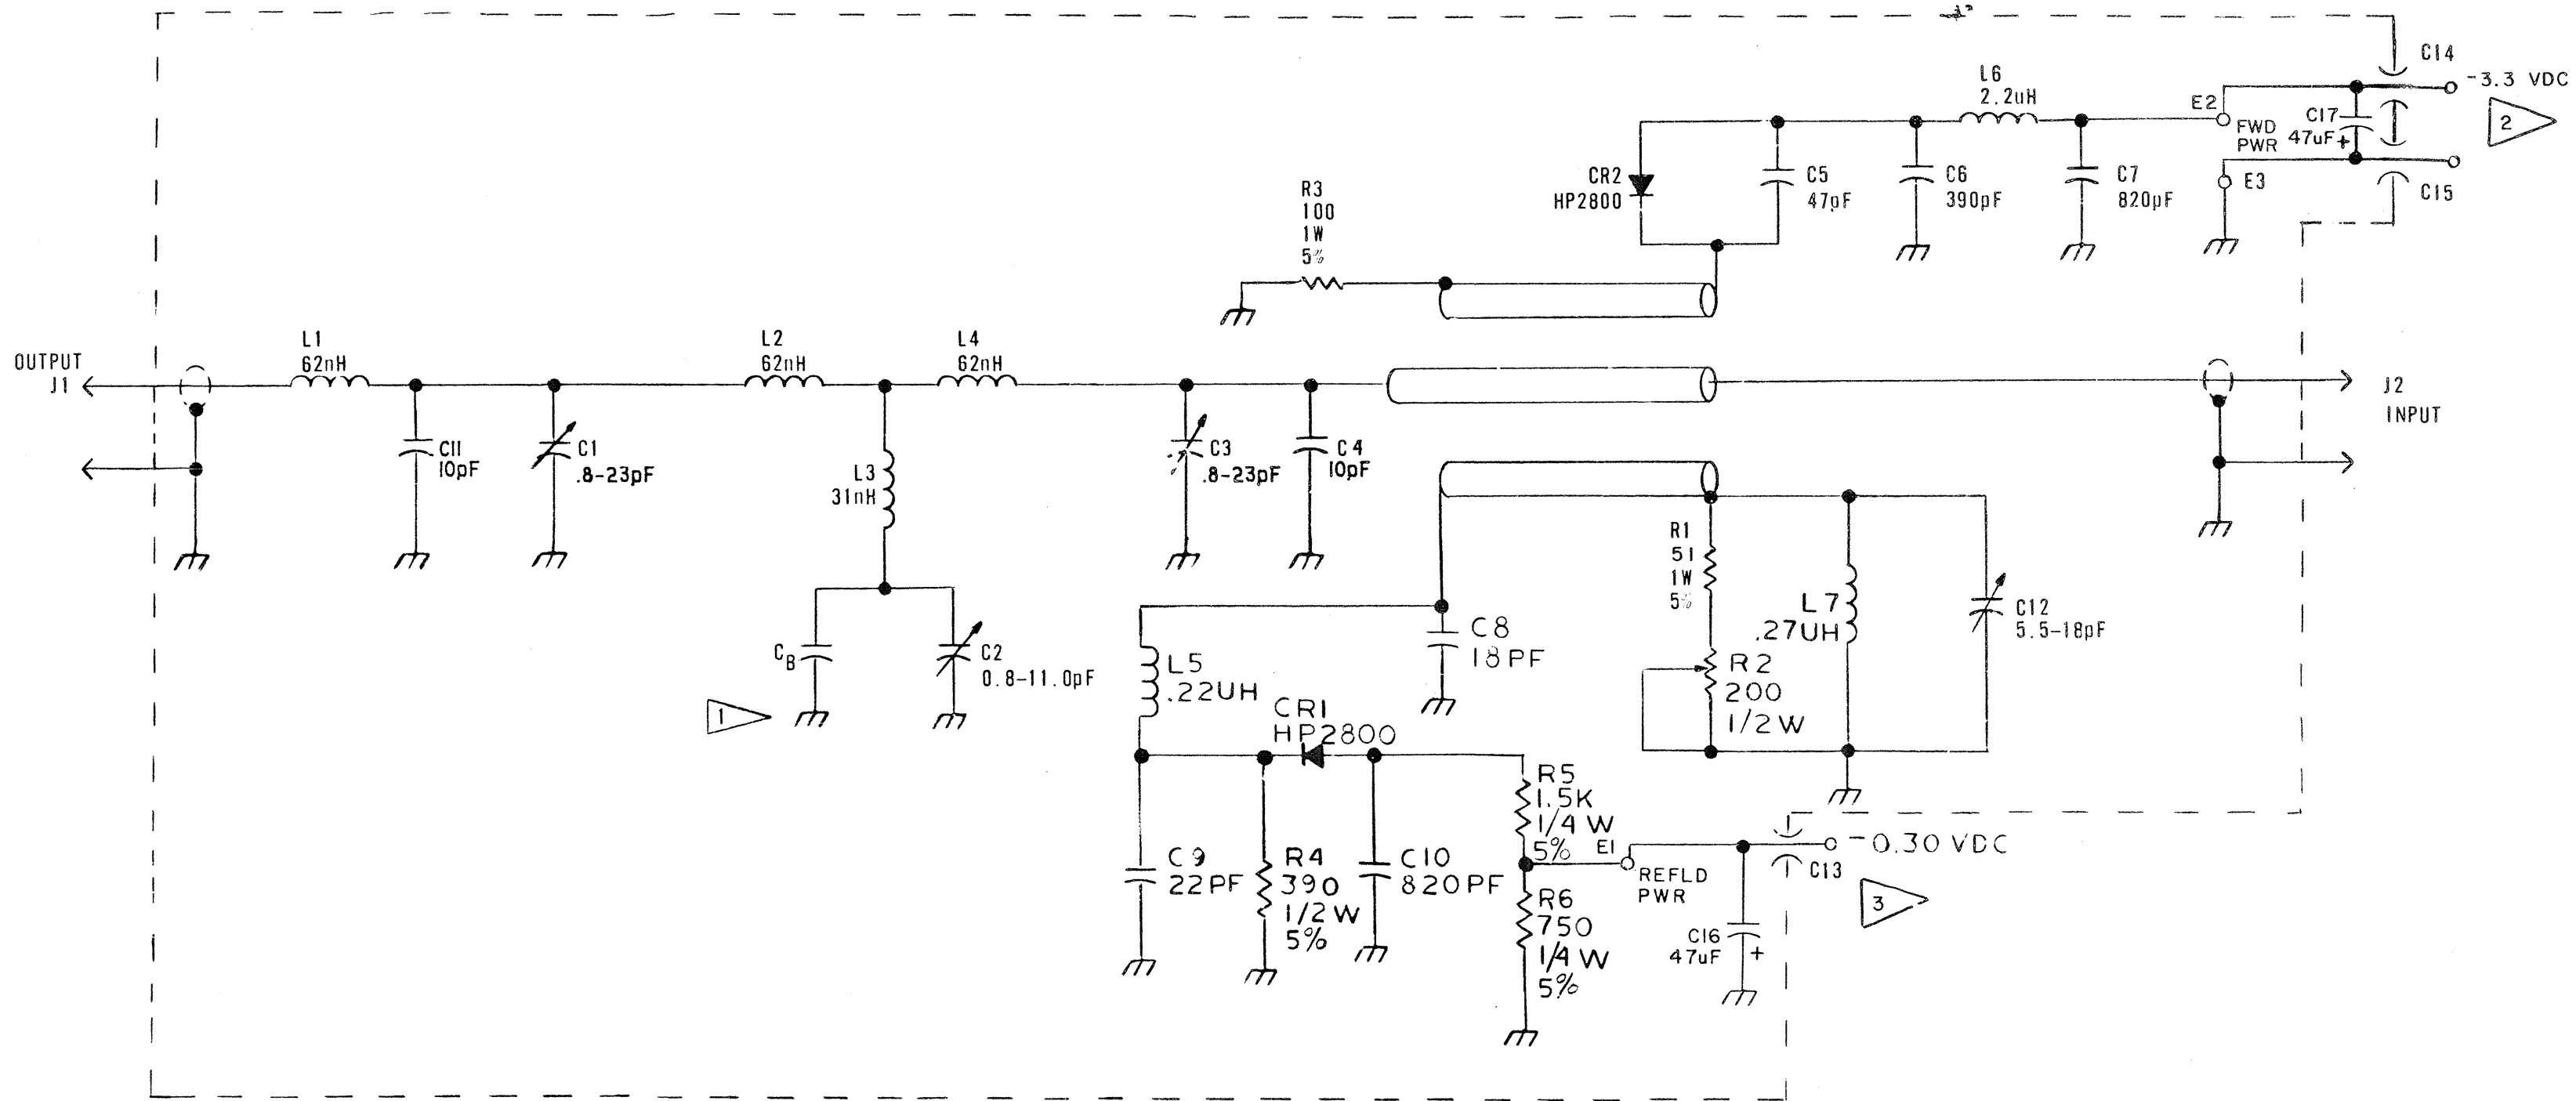 C14
-3.3 VDC
L6
2.2uH
E2
C17
47uF
+
2
FWD
PWR
CR2
HP2800
C5
47pF
C6
390pF
C7
820pF
E3
C15
R3
100
1W
5%
OUTPUT
J1
L1
62nH
L2
62nH
L4
62nH
J2
INPUT
C11
10pF
C1
.8-23pF
L3
31nH
C3
.8-23pF
C4
10pF
R1
51
1W
5%
L7
.27UH
C12
5.5-18pF
CB
C2
0.8-11.0pF
1
L5
.22UH
C8
18PF
R2
200
1/2W
CR1
HP2800
R5
1.5K
1/4W
5%
E1
-0.30 VDC
REFLD
PWR
C13
3
C9
22PF
R4
390
1/2W
5%
C10
820PF
R6
750
1/4W
5%
C16
47uF
+